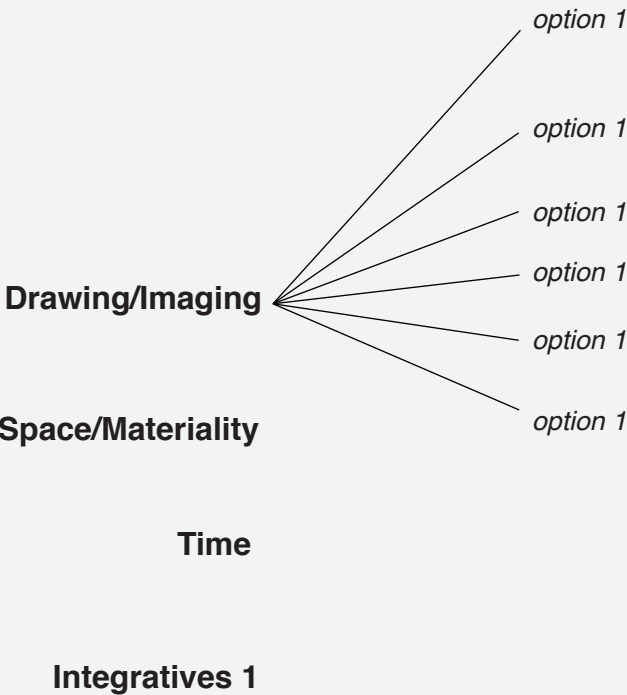 option 1
option 1
option 1
option 1
Drawing/Imaging
option 1
option 1
Space/Materiality
Time
Integratives 1